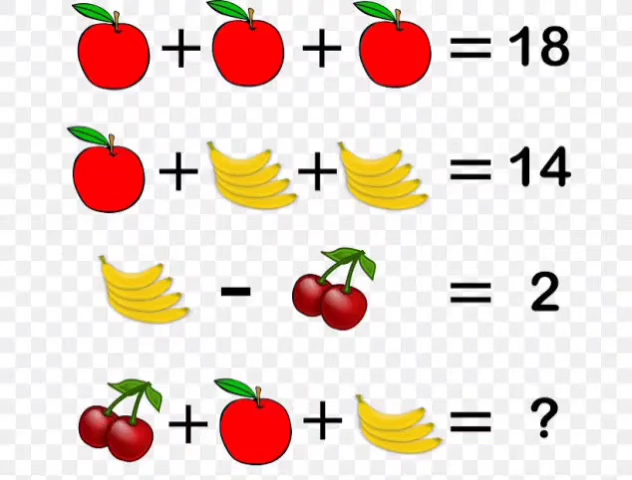 + + = 18
+ + = 14
- = 2
+ + = ?